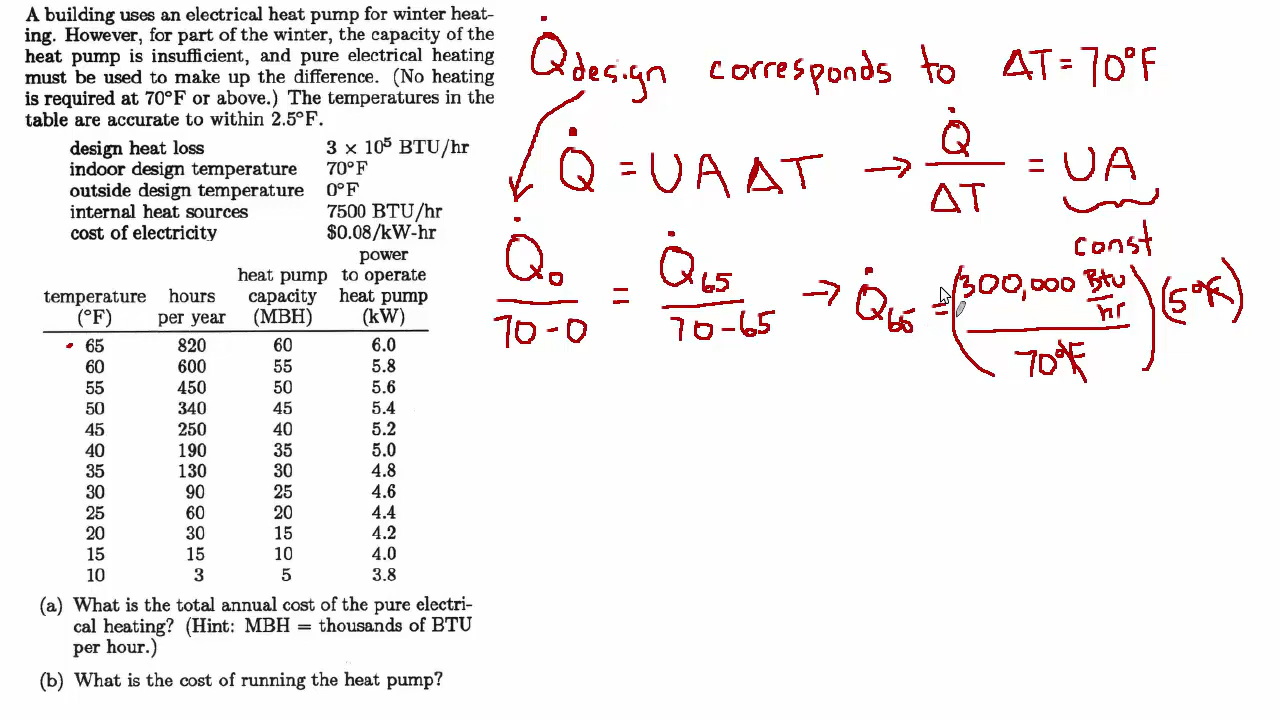 A building uses an electrical heat pump for winter heat-
ing. However, for part of the winter, the capacity of the
heat pump is insufficient, and pure electrical heating
must be used to make up the difference. (No heating
is required at 70°F or above.) The temperatures in the
table are accurate to within 2.5°F.
design heat loss 3 × 10⁵ BTU/hr
indoor design temperature 70°F
outside design temperature 0°F
internal heat sources 7500 BTU/hr
cost of electricity $0.08/kW-hr
power
heat pump to operate
temperature hours capacity heat pump
(°F) per year (MBH) (kW)
65 820 60 6.0
60 600 55 5.8
55 450 50 5.6
50 340 45 5.4
45 250 40 5.2
40 190 35 5.0
35 130 30 4.8
30 90 25 4.6
25 60 20 4.4
20 30 15 4.2
15 15 10 4.0
10 3 5 3.8
(a) What is the total annual cost of the pure electri-
cal heating? (Hint: MBH = thousands of BTU
per hour.)
(b) What is the cost of running the heat pump?
Q̇design corresponds to ΔT = 70°F
Q̇ = U A ΔT → Q̇ / ΔT = UA
const
Q̇₀ / 70 - 0 = Q̇₆₅ / 70 - 65 → Q̇₆₅ = (300,000 Btu/hr / 70°F) (5°F)